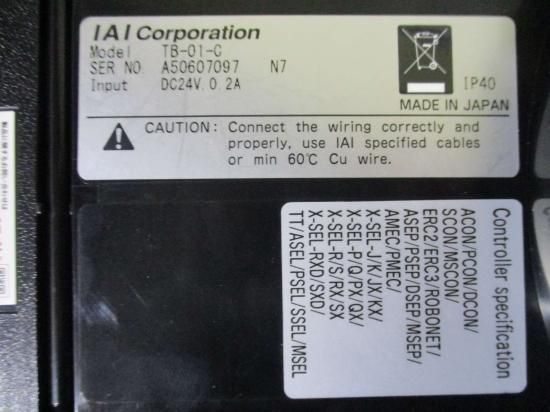 IAI Corporation
Model TB-01-C
SER NO. A50607097 N7
Input DC24V. 0.2A
IP40
MADE IN JAPAN
CAUTION: Connect the wiring correctly and
properly, use IAI specified cables
or min 60℃ Cu wire.
Controller specification
ACON/PCON/DCON/
SCON/MSCON/
ERC2/ERC3/ROBONET/
ASEP/PSEP/DSEP/MSEP/
AMEC/PMEC/
X-SEL-J/K/JX/KX/
X-SEL-P/Q/PX/QX/
X-SEL-R/S/RX/SX
X-SEL-RXD/SXD/
TT/ASEL/PSEL/SSEL/MSEL